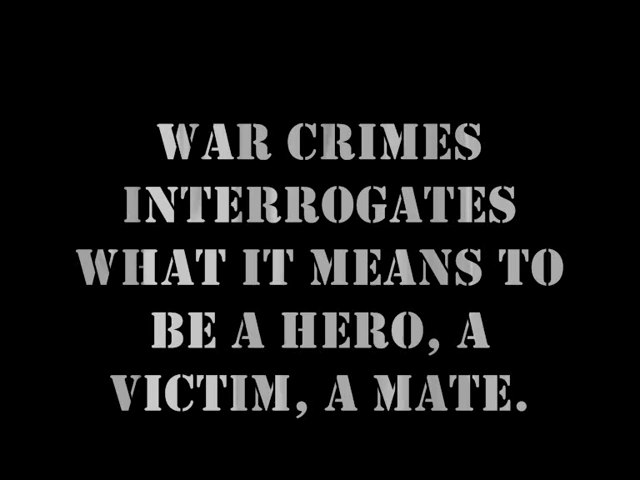 WAR CRIMES
INTERROGATES
WHAT IT MEANS TO
BE A HERO, A
VICTIM, A MATE.